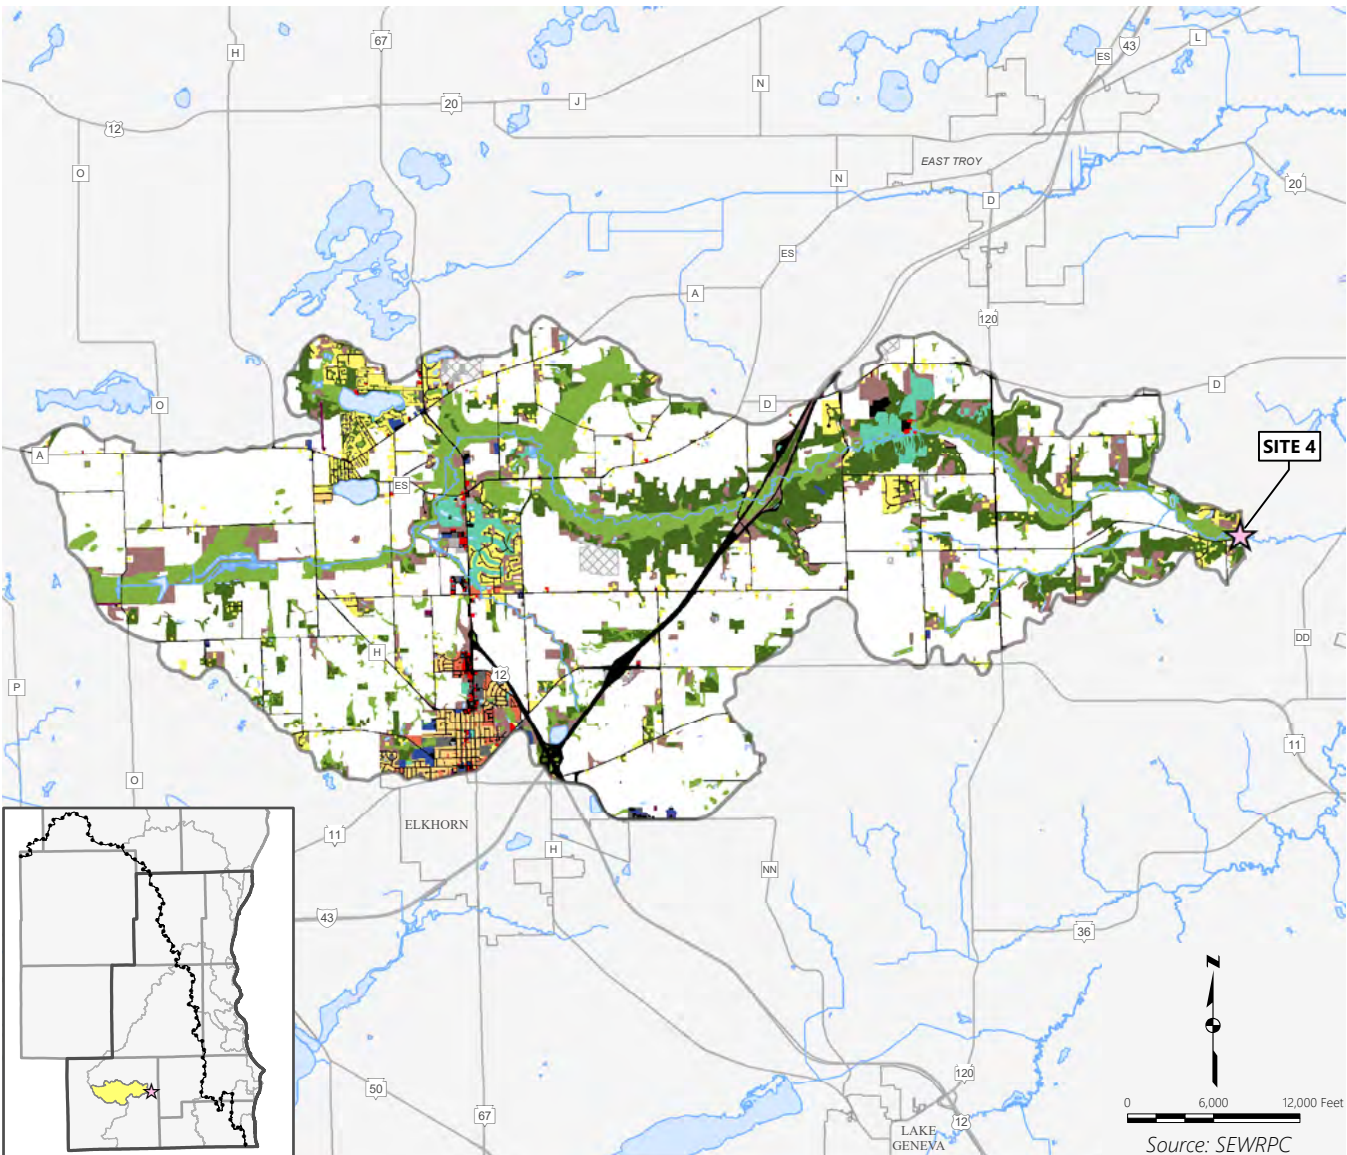 H
67
43
L
ES
N
20
J
12
O
EAST TROY
N
20
D
ES
A
120
D
O
D
A
SITE 4
ES
DD
H
12
P
11
O
ELKHORN
11
H
NN
43
36
N
50
120
67
12
LAKE
GENEVA
0 6,000 12,000 Feet
Source: SEWRPC